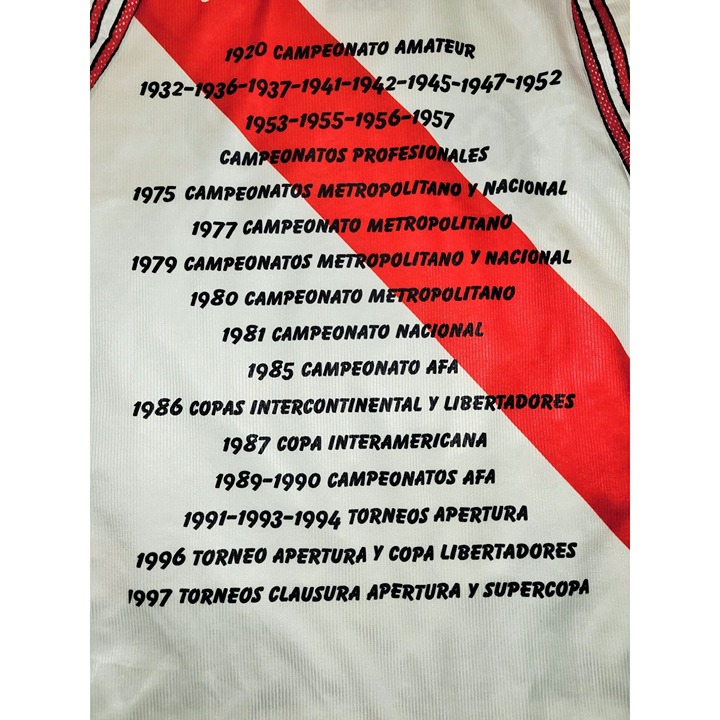 1920 CAMPEONATO AMATEUR
1932-1936-1937-1941-1942-1945-1947-1952
1953-1955-1956-1957
CAMPEONATOS PROFESIONALES
1975 CAMPEONATOS METROPOLITANO Y NACIONAL
1977 CAMPEONATO METROPOLITANO
1979 CAMPEONATOS METROPOLITANO Y NACIONAL
1980 CAMPEONATO METROPOLITANO
1981 CAMPEONATO NACIONAL
1985 CAMPEONATO AFA
1986 COPAS INTERCONTINENTAL Y LIBERTADORES
1987 COPA INTERAMERICANA
1989-1990 CAMPEONATOS AFA
1991-1993-1994 TORNEOS APERTURA
1996 TORNEO APERTURA Y COPA LIBERTADORES
1997 TORNEOS CLAUSURA APERTURA Y SUPERCOPA